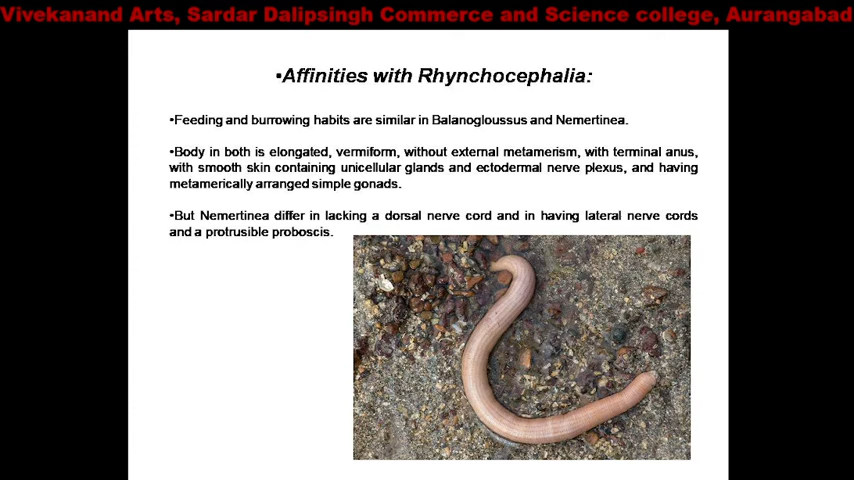 Vivekanand Arts, Sardar Dalipsingh Commerce and Science college, Aurangabad
•Affinities with Rhynchocephalia:
•Feeding and burrowing habits are similar in Balanogloussus and Nemertinea.
•Body in both is elongated, vermiform, without external metamerism, with terminal anus,
with smooth skin containing unicellular glands and ectodermal nerve plexus, and having
metamerically arranged simple gonads.
•But Nemertinea differ in lacking a dorsal nerve cord and in having lateral nerve cords
and a protrusible proboscis.